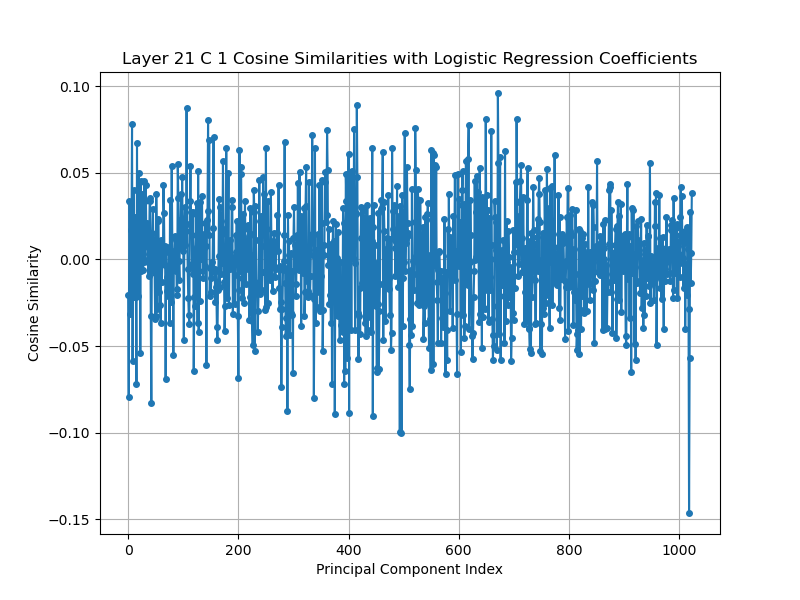 Layer 21 C 1 Cosine Similarities with Logistic Regression Coefficients
0.10
0.05
0.00
−0.05
−0.10
−0.15
Cosine Similarity
0 200 400 600 800 1000
Principal Component Index